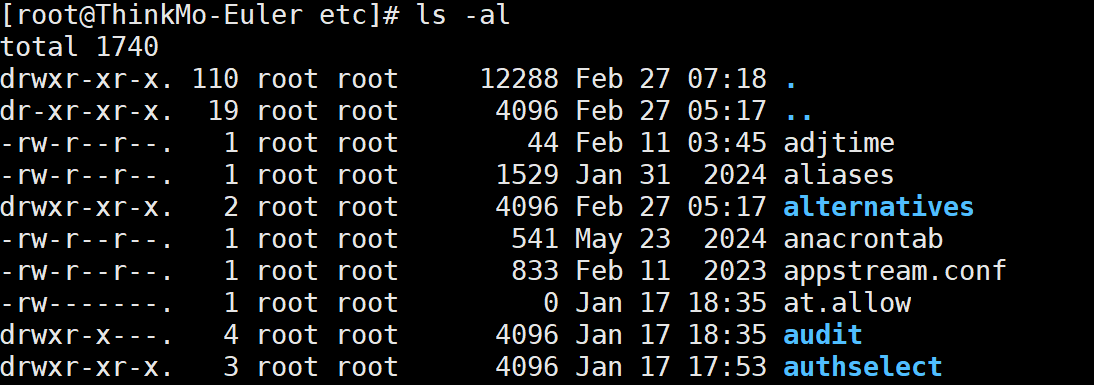 [root@ThinkMo-Euler etc]# ls -al
total 1740
drwxr-xr-x. 110 root root     12288 Feb 27 07:18 .
dr-xr-xr-x.  19 root root      4096 Feb 27 05:17 ..
-rw-r--r--.   1 root root        44 Feb 11 03:45 adjtime
-rw-r--r--.   1 root root      1529 Jan 31  2024 aliases
drwxr-xr-x.   2 root root      4096 Feb 27 05:17 alternatives
-rw-r--r--.   1 root root       541 May 23  2024 anacrontab
-rw-r--r--.   1 root root       833 Feb 11  2023 appstream.conf
-rw-------.   1 root root         0 Jan 17 18:35 at.allow
drwxr-x---.   4 root root      4096 Jan 17 18:35 audit
drwxr-xr-x.   3 root root      4096 Jan 17 17:53 authselect